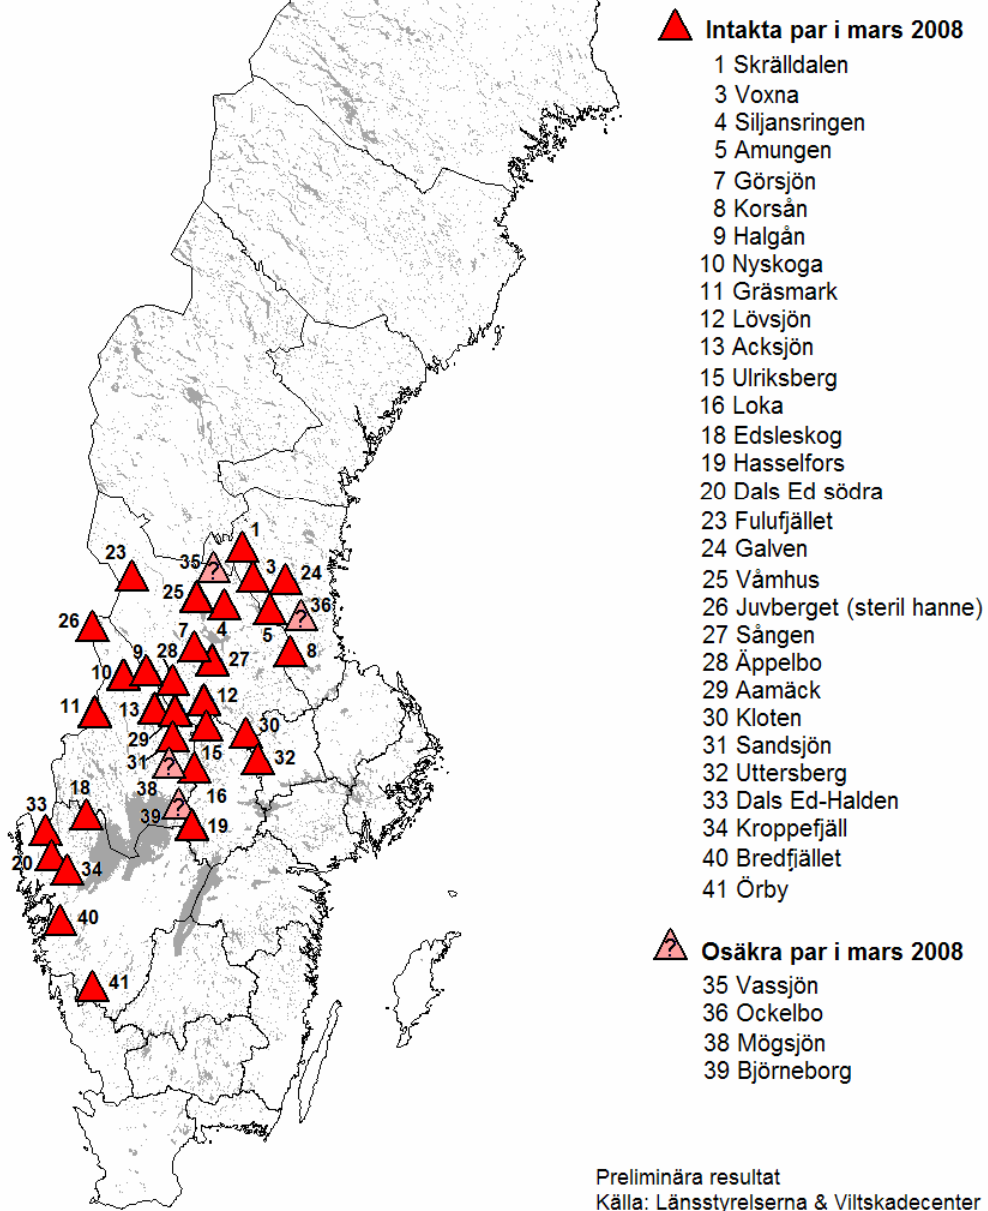 Intakta par i mars 2008
1 Skrälldalen
3 Voxna
4 Siljansringen
5 Amungen
7 Görsjön
8 Korsån
9 Halgån
10 Nyskoga
11 Gräsmark
12 Lövsjön
13 Acksjön
15 Ulriksberg
16 Loka
18 Edsleskog
19 Hasselfors
20 Dals Ed södra
23 Fulufjället
24 Galven
25 Våmhus
26 Juvberget (steril hanne)
27 Sången
28 Äppelbo
29 Aamäck
30 Kloten
31 Sandsjön
32 Uttersberg
33 Dals Ed-Halden
34 Kroppefjäll
40 Bredfjället
41 Örby
? Osäkra par i mars 2008
35 Vassjön
36 Ockelbo
38 Mögsjön
39 Björneborg
Preliminära resultat
Källa: Länsstyrelserna & Viltskadecenter
1
35 ?
23
3
24
25
36
?
4
5
26
7
8
9
28
27
10
11
13
12
29
30
31
?
15
32
38
16
18
?
39
19
33
20
34
40
41